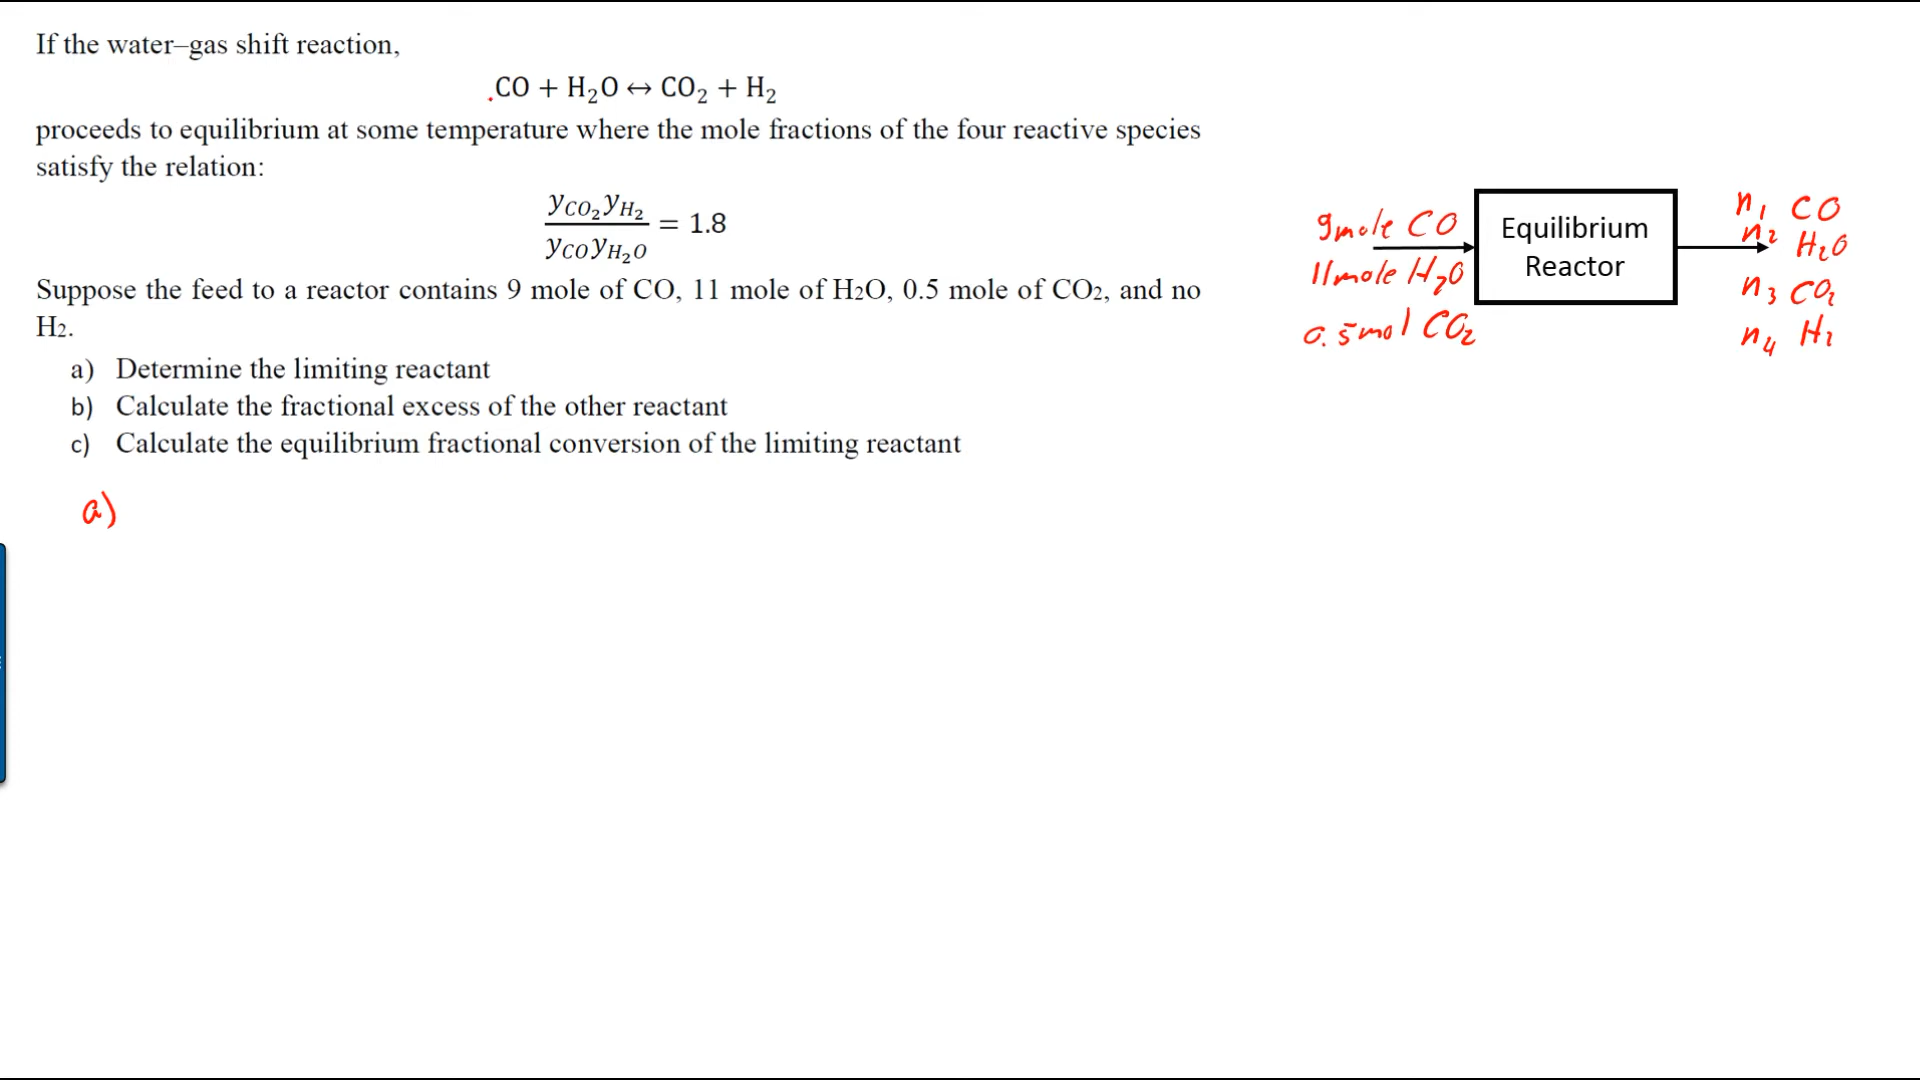 If the water–gas shift reaction,
CO + H₂O ↔ CO₂ + H₂
proceeds to equilibrium at some temperature where the mole fractions of the four reactive species
satisfy the relation:
y_CO₂ y_H₂ / y_CO y_H₂O = 1.8
Suppose the feed to a reactor contains 9 mole of CO, 11 mole of H2O, 0.5 mole of CO2, and no
H2.
a) Determine the limiting reactant
b) Calculate the fractional excess of the other reactant
c) Calculate the equilibrium fractional conversion of the limiting reactant
a)
9mole CO
11mole H₂O
0.5mol CO₂
Equilibrium
Reactor
n₁ CO
n₂ H₂O
n₃ CO₂
n₄ H₂